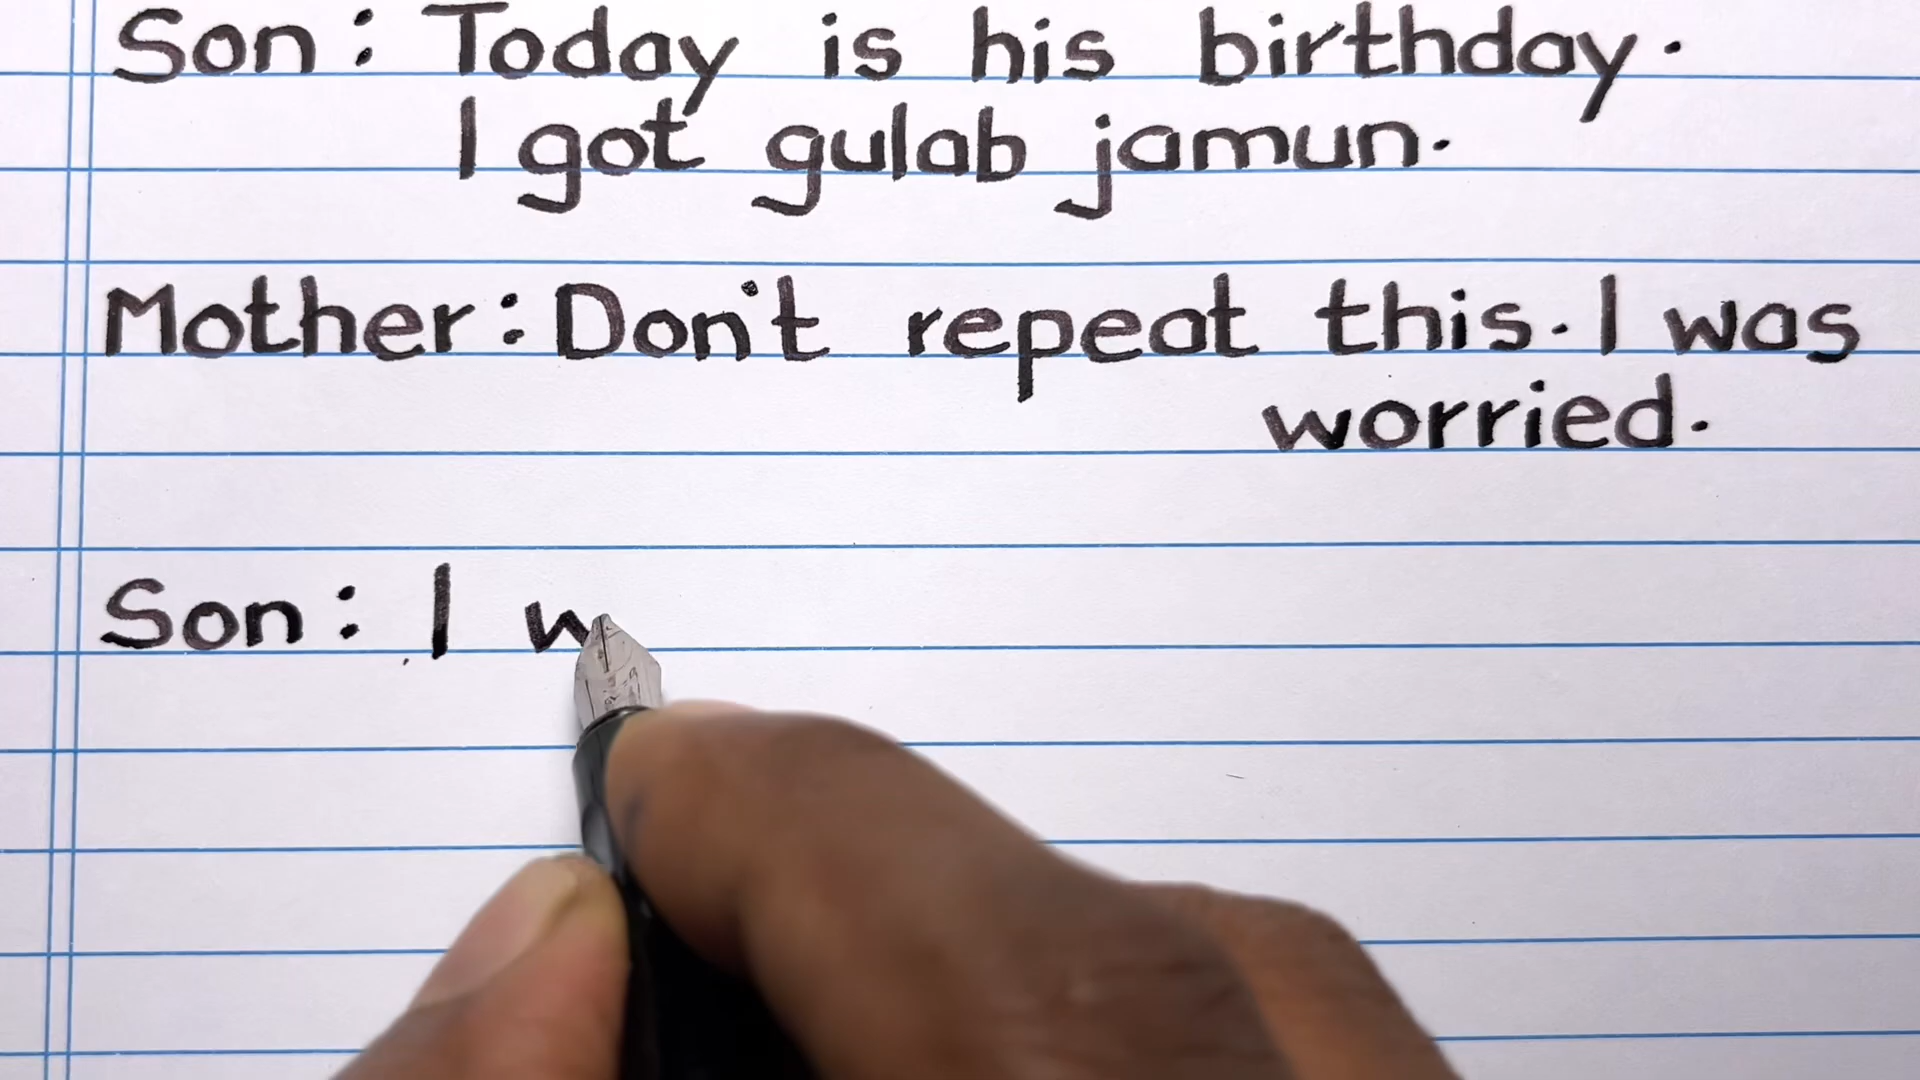 Son: Today is his birthday.
I got gulab jamun.
Mother: Don't repeat this. I was
worried.
Son: I